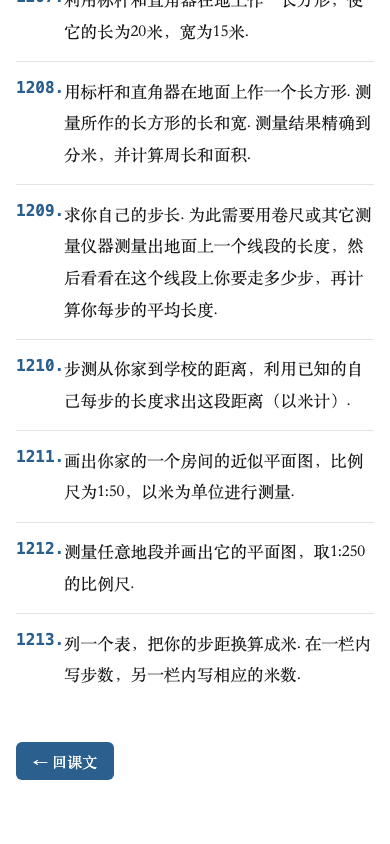 它的长为20米，宽为15米.
1208. 用标杆和直角器在地面上作一个长方形. 测
量所作的长方形的长和宽. 测量结果精确到
分米，并计算周长和面积.
1209. 求你自己的步长. 为此需要用卷尺或其它测
量仪器测量出地面上一个线段的长度，然
后看看在这个线段上你要走多少步，再计
算你每步的平均长度.
1210. 步测从你家到学校的距离，利用已知的自
己每步的长度求出这段距离（以米计）.
1211. 画出你家的一个房间的近似平面图，比例
尺为1:50，以米为单位进行测量.
1212. 测量任意地段并画出它的平面图，取1:250
的比例尺.
1213. 列一个表，把你的步距换算成米. 在一栏内
写步数，另一栏内写相应的米数.
← 回课文